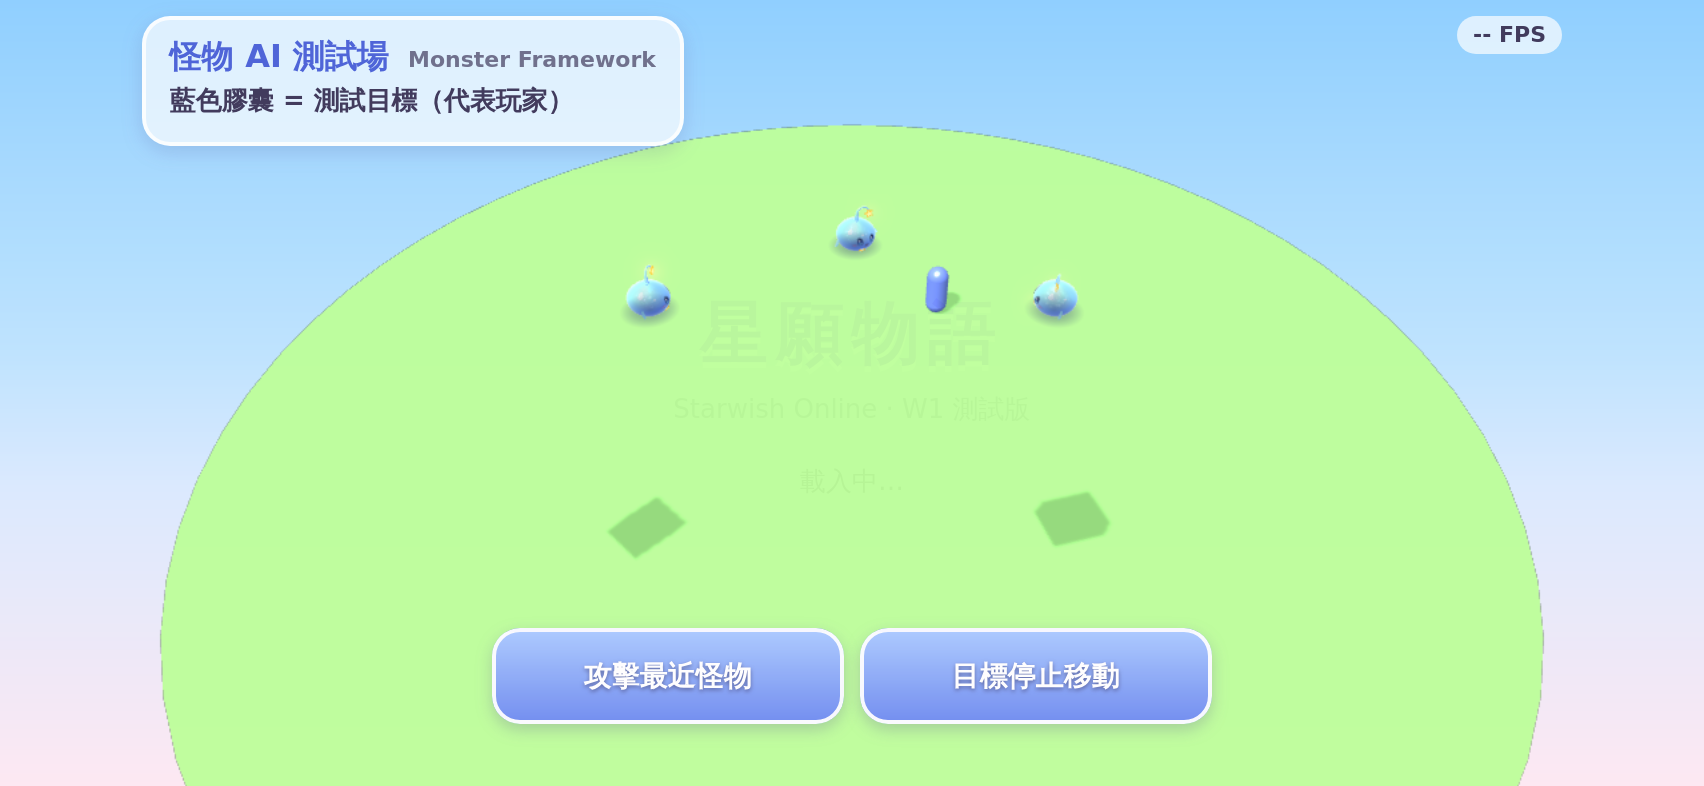 怪物 AI 測試場 Monster Framework
藍色膠囊 = 測試目標（代表玩家）
-- FPS
星願物語
Starwish Online · W1 測試版
載入中...
攻擊最近怪物
目標停止移動